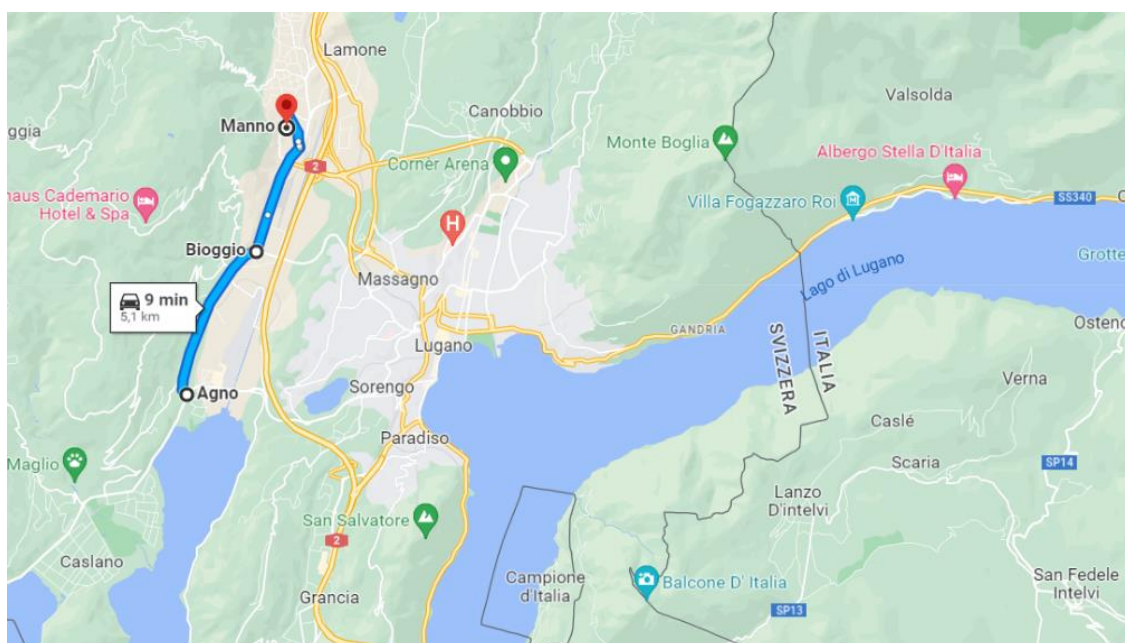 Lamone
Valsolda
Canobbio
Manno
ggia
Monte Boglia
Albergo Stella D'Italia
Cornèr Arena
2
haus Cademario
Hotel & Spa
Villa Fogazzaro Roi
SS340
H
Bioggio
Lago di Lugano
Grotte
Massagno
9 min
5,1 km
GANDRIA
SVIZZERA
ITALIA
Osteno
Lugano
Agno
Sorengo
Verna
Caslé
Paradiso
Maglio
Scaria
SP14
Lanzo
D'Intelvi
San Salvatore
2
Caslano
Campione
d'Italia
Balcone D' Italia
San Fedele
Intelvi
Grancia
SP13